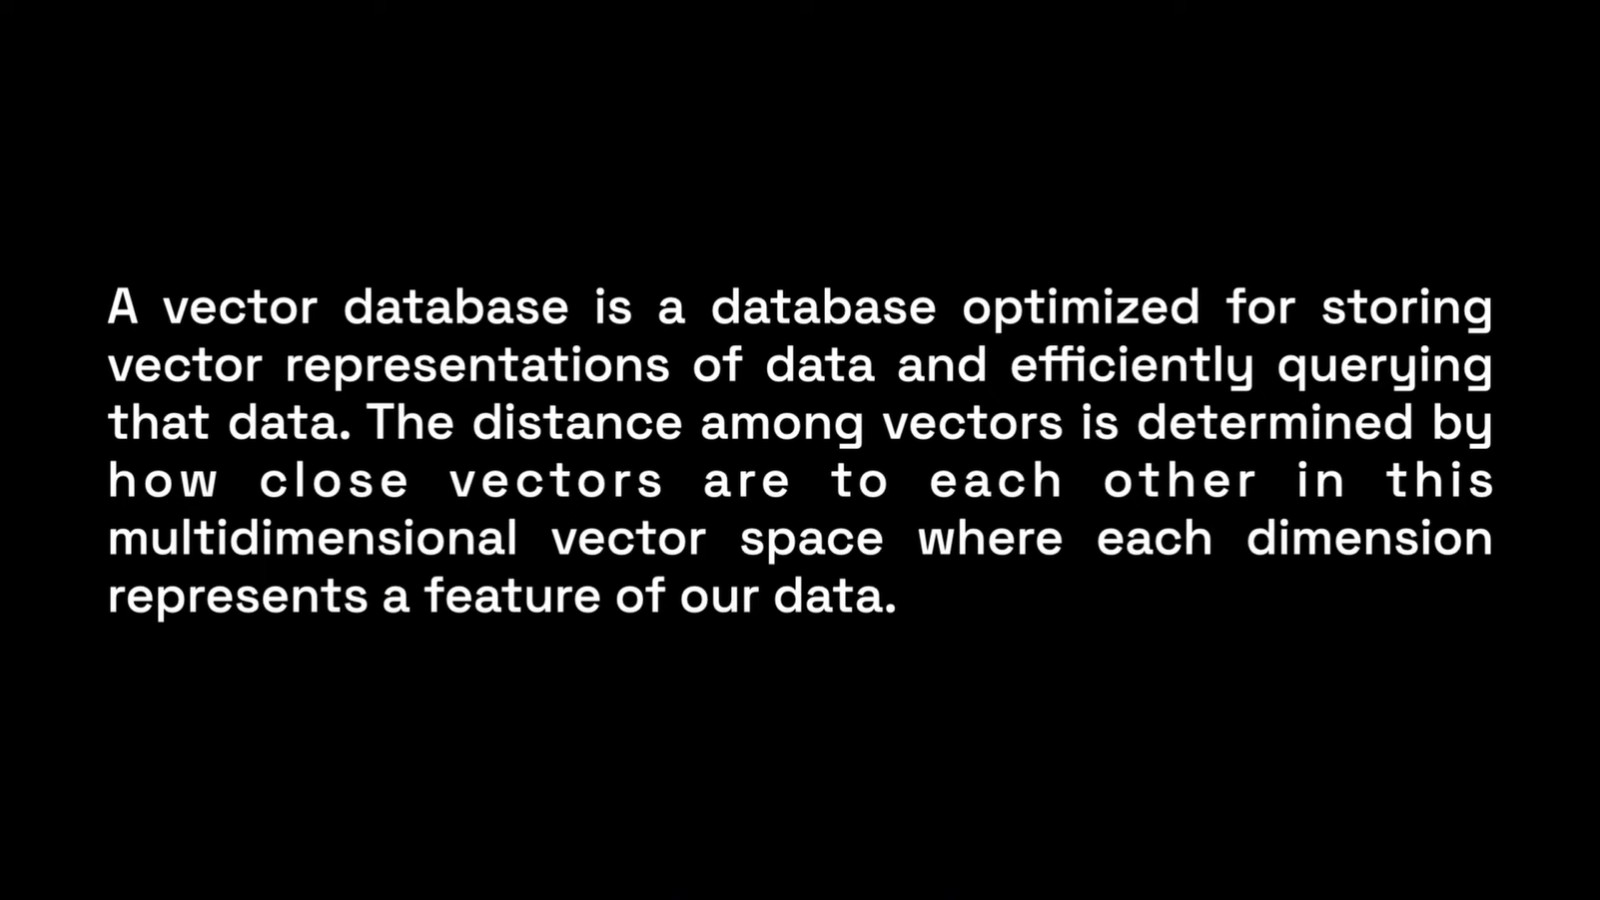 A vector database is a database optimized for storing
vector representations of data and efficiently querying
that data. The distance among vectors is determined by
how close vectors are to each other in this
multidimensional vector space where each dimension
represents a feature of our data.